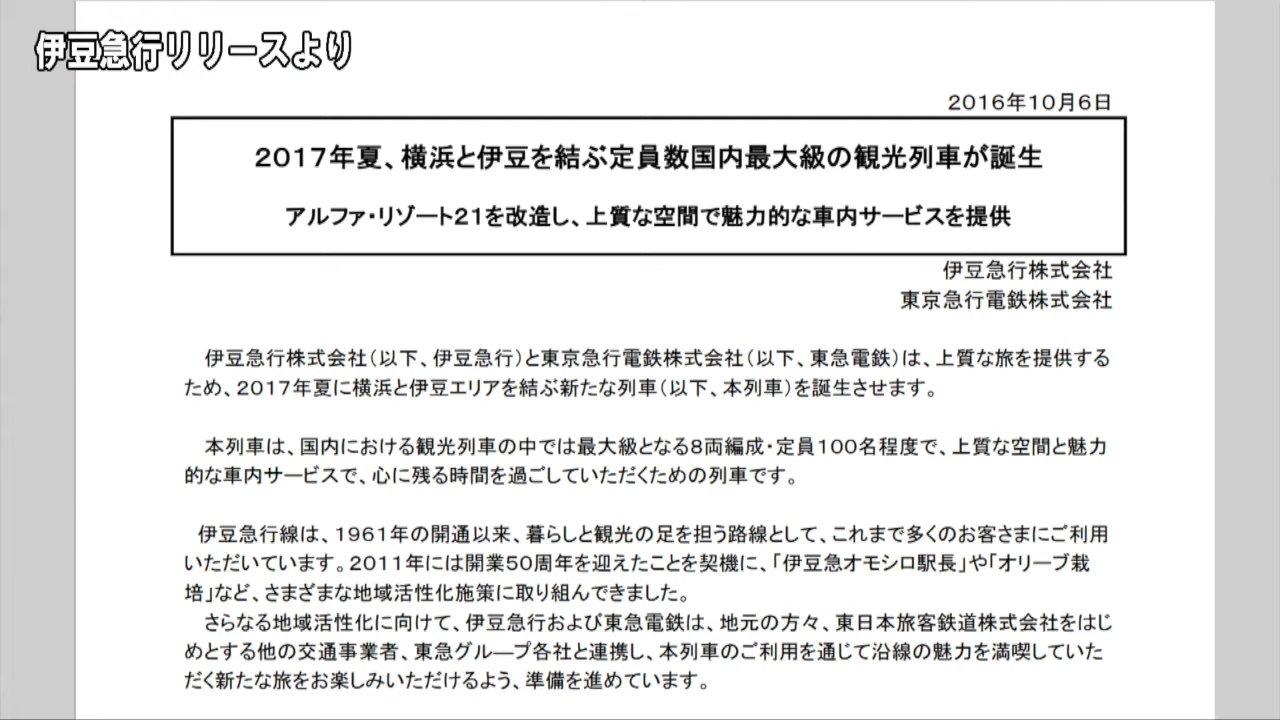 伊豆急行リリースより
2016年10月6日
2017年夏、横浜と伊豆を結ぶ定員数国内最大級の観光列車が誕生
アルファ・リゾート21を改造し、上質な空間で魅力的な車内サービスを提供
伊豆急行株式会社
東京急行電鉄株式会社
伊豆急行株式会社（以下、伊豆急行）と東京急行電鉄株式会社（以下、東急電鉄）は、上質な旅を提供する
ため、2017年夏に横浜と伊豆エリアを結ぶ新たな列車（以下、本列車）を誕生させます。
本列車は、国内における観光列車の中では最大級となる8両編成・定員100名程度で、上質な空間と魅力
的な車内サービスで、心に残る時間を過ごしていただくための列車です。
伊豆急行線は、1961年の開通以来、暮らしと観光の足を担う路線として、これまで多くのお客さまにご利用
いただいています。2011年には開業50周年を迎えたことを契機に、「伊豆急オモシロ駅長」や「オリーブ栽
培」など、さまざまな地域活性化施策に取り組んできました。
さらなる地域活性化に向けて、伊豆急行および東急電鉄は、地元の方々、東日本旅客鉄道株式会社をはじ
めとする他の交通事業者、東急グループ各社と連携し、本列車のご利用を通じて沿線の魅力を満喫していた
だく新たな旅をお楽しみいただけるよう、準備を進めています。